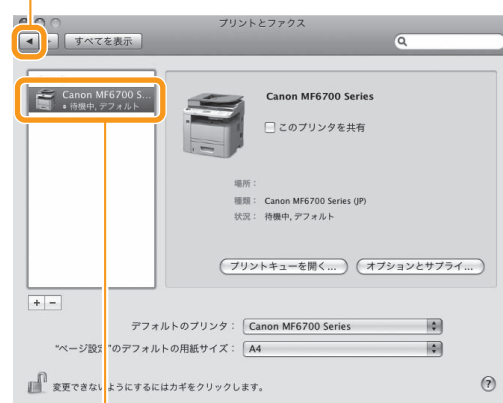 プリントとファクス
すべてを表示
Canon MF6700 S...
待機中, デフォルト
Canon MF6700 Series
このプリンタを共有
場所：
種類： Canon MF6700 Series (JP)
状況： 待機中, デフォルト
プリントキューを開く... オプションとサプライ...
+ −
デフォルトのプリンタ： Canon MF6700 Series
"ページ設定"のデフォルトの用紙サイズ： A4
変更できないようにするにはカギをクリックします。
?